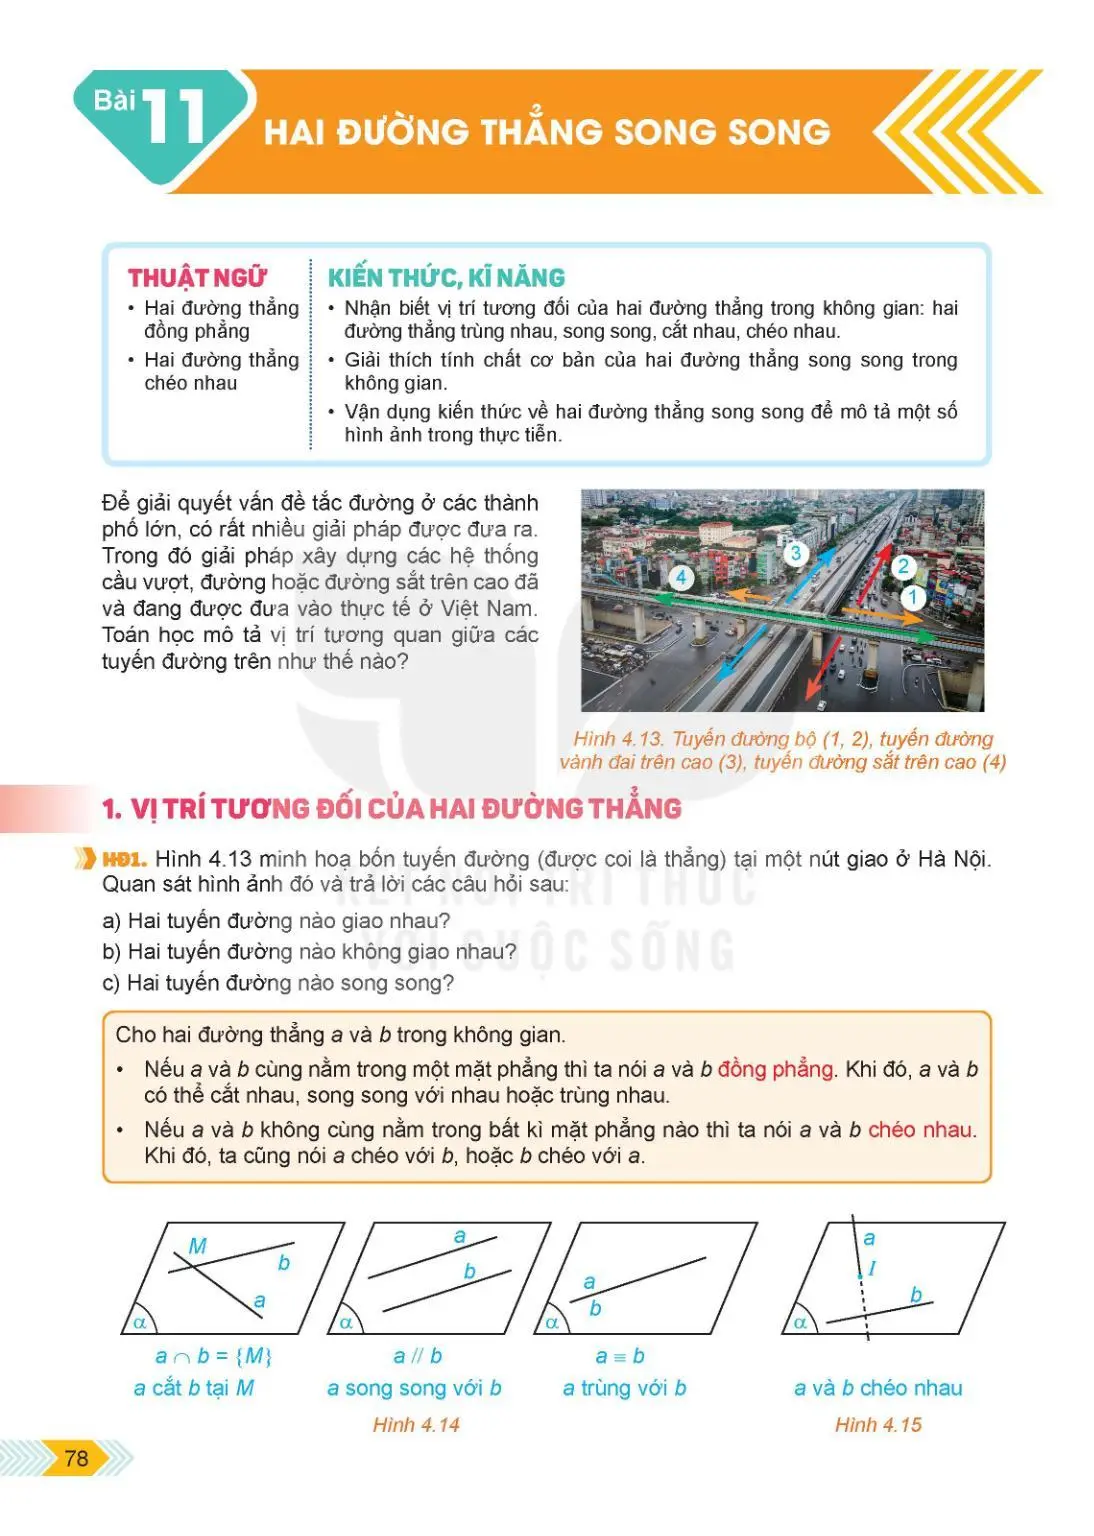 Bài 11
HAI ĐƯỜNG THẲNG SONG SONG
THUẬT NGỮ
• Hai đường thẳng
đồng phẳng
• Hai đường thẳng
chéo nhau
KIẾN THỨC, KĨ NĂNG
• Nhận biết vị trí tương đối của hai đường thẳng trong không gian: hai
đường thẳng trùng nhau, song song, cắt nhau, chéo nhau.
• Giải thích tính chất cơ bản của hai đường thẳng song song trong
không gian.
• Vận dụng kiến thức về hai đường thẳng song song để mô tả một số
hình ảnh trong thực tiễn.
Để giải quyết vấn đề tắc đường ở các thành
phố lớn, có rất nhiều giải pháp được đưa ra.
Trong đó giải pháp xây dựng các hệ thống
cầu vượt, đường hoặc đường sắt trên cao đã
và đang được đưa vào thực tế ở Việt Nam.
Toán học mô tả vị trí tương quan giữa các
tuyến đường trên như thế nào?
3
2
4
1
Hình 4.13. Tuyến đường bộ (1, 2), tuyến đường
vành đai trên cao (3), tuyến đường sắt trên cao (4)
1. VỊ TRÍ TƯƠNG ĐỐI CỦA HAI ĐƯỜNG THẲNG
HĐ1. Hình 4.13 minh hoạ bốn tuyến đường (được coi là thẳng) tại một nút giao ở Hà Nội.
Quan sát hình ảnh đó và trả lời các câu hỏi sau:
KẾT NỐI TRI THỨC
a) Hai tuyến đường nào giao nhau?
b) Hai tuyến đường nào không giao nhau?
VỚI CUỘC SỐNG
c) Hai tuyến đường nào song song?
Cho hai đường thẳng a và b trong không gian.
• Nếu a và b cùng nằm trong một mặt phẳng thì ta nói a và b đồng phẳng. Khi đó, a và b
có thể cắt nhau, song song với nhau hoặc trùng nhau.
• Nếu a và b không cùng nằm trong bất kì mặt phẳng nào thì ta nói a và b chéo nhau.
Khi đó, ta cũng nói a chéo với b, hoặc b chéo với a.
M
b
a
α
a ∩ b = {M}
a cắt b tại M
a
b
α
a // b
a song song với b
a
b
α
a ≡ b
a trùng với b
Hình 4.14
a
I
b
α
a và b chéo nhau
Hình 4.15
78